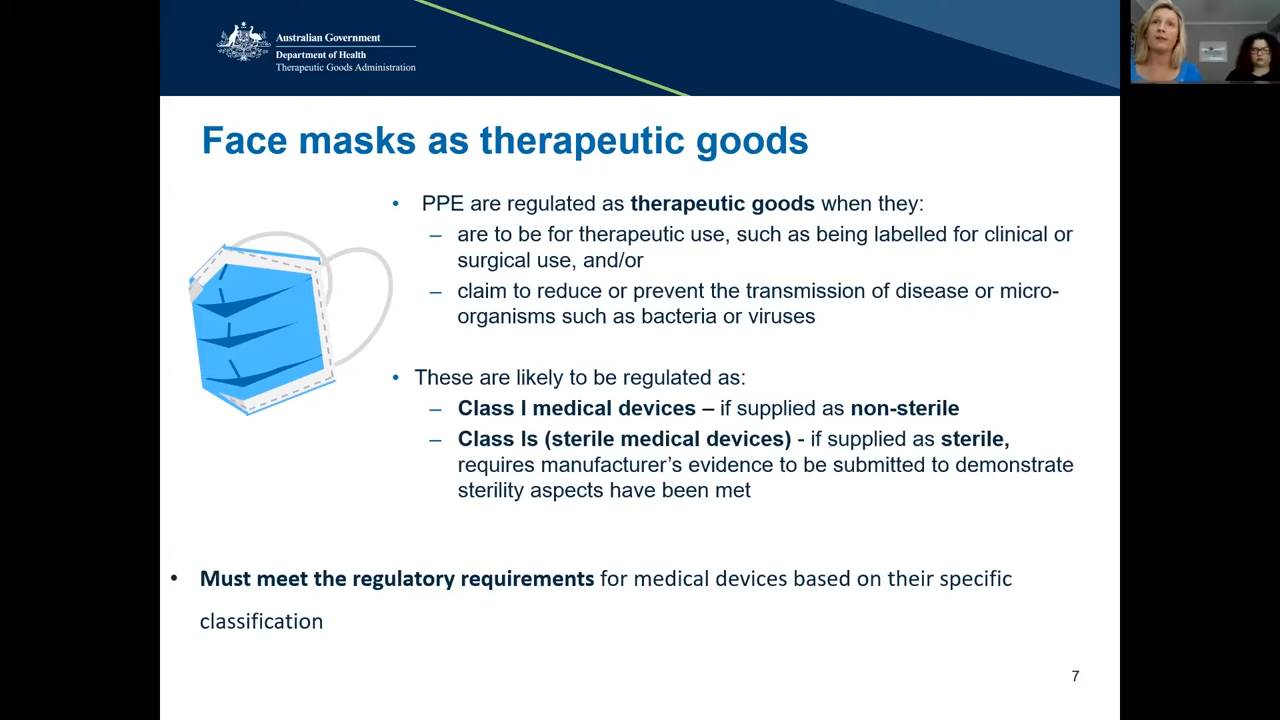 Australian Government
Department of Health
Therapeutic Goods Administration
Face masks as therapeutic goods
• PPE are regulated as therapeutic goods when they:
– are to be for therapeutic use, such as being labelled for clinical or
surgical use, and/or
– claim to reduce or prevent the transmission of disease or micro-
organisms such as bacteria or viruses
• These are likely to be regulated as:
– Class I medical devices – if supplied as non-sterile
– Class Is (sterile medical devices) - if supplied as sterile,
requires manufacturer’s evidence to be submitted to demonstrate
sterility aspects have been met
• Must meet the regulatory requirements for medical devices based on their specific
classification
7